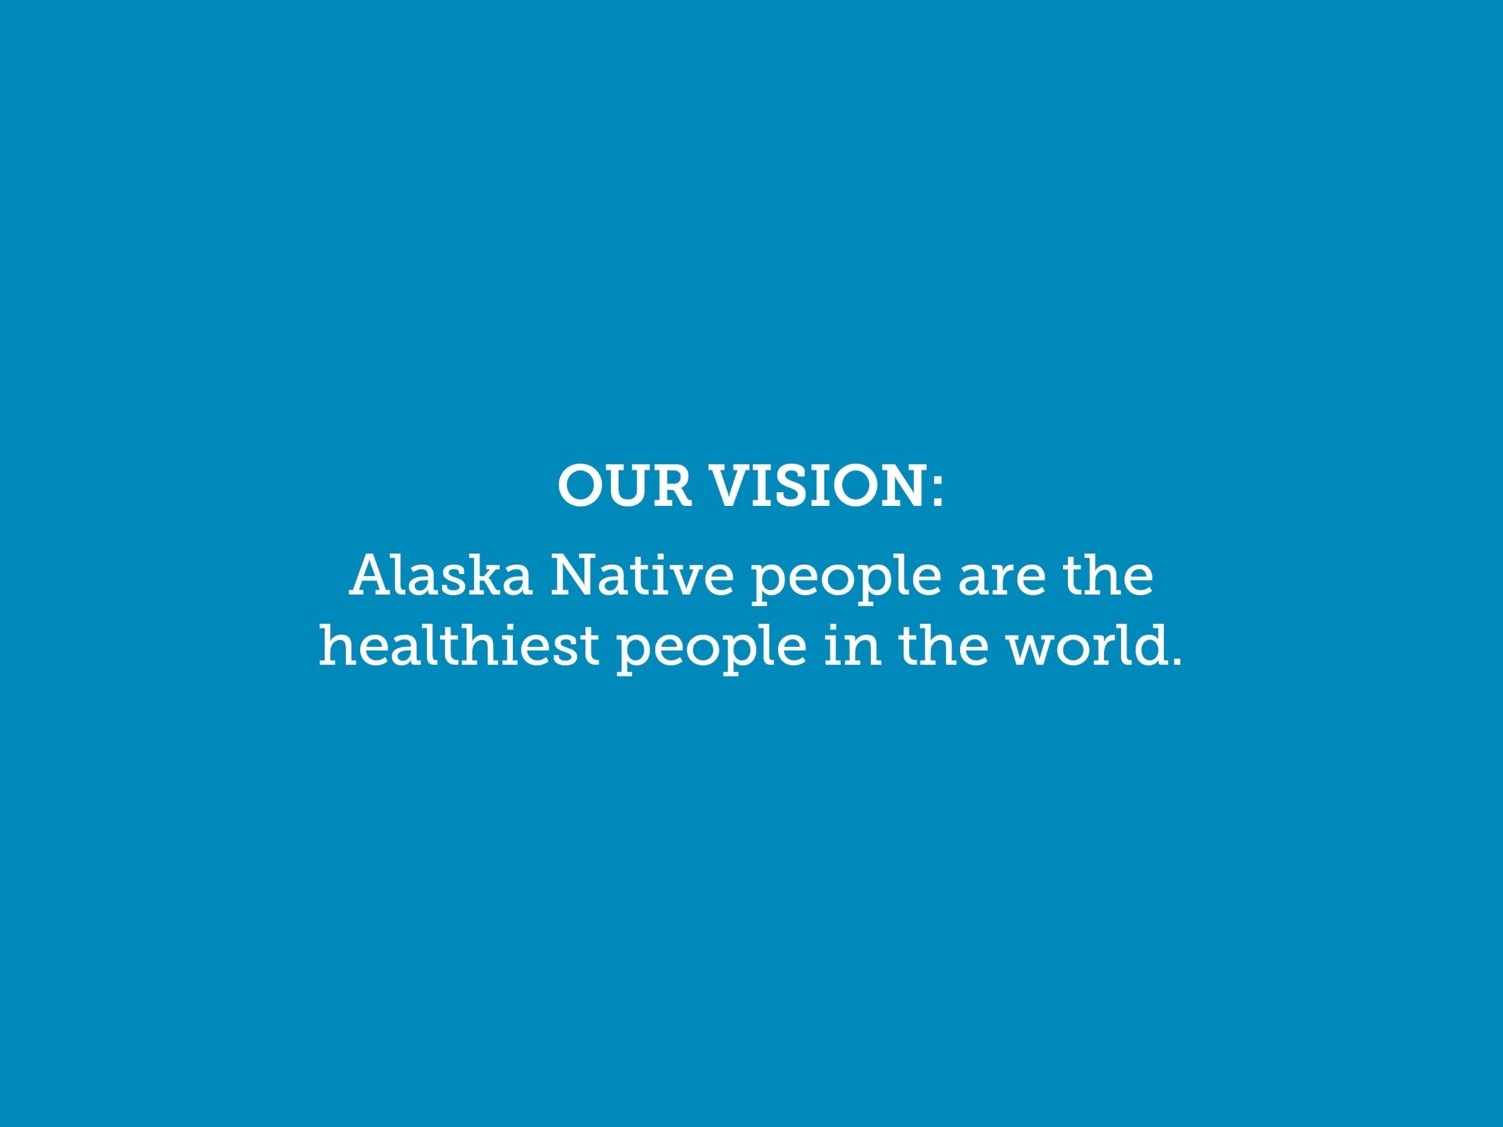 OUR VISION:
Alaska Native people are the
healthiest people in the world.